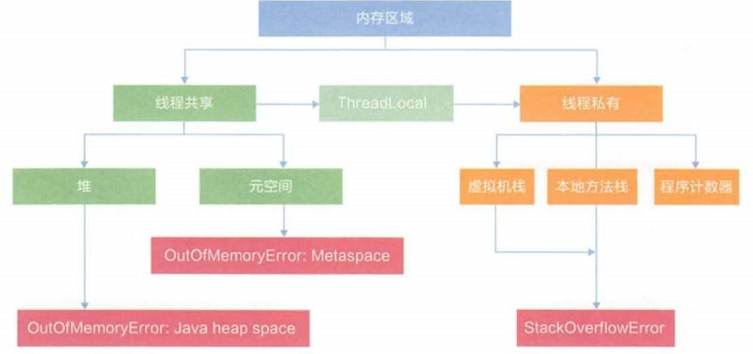 内存区域
线程共享
ThreadLocal
线程私有
堆
元空间
虚拟机栈
本地方法栈
程序计数器
OutOfMemoryError: Metaspace
OutOfMemoryError: Java heap space
StackOverflowError